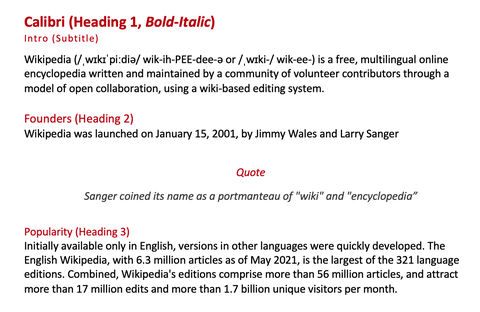 Calibri (Heading 1, Bold-Italic)
Intro (Subtitle)
Wikipedia (/ˌwɪkɪˈpiːdiə/ wik-ih-PEE-dee-ə or /ˌwɪki-/ wik-ee-) is a free, multilingual online
encyclopedia written and maintained by a community of volunteer contributors through a
model of open collaboration, using a wiki-based editing system.
Founders (Heading 2)
Wikipedia was launched on January 15, 2001, by Jimmy Wales and Larry Sanger
Quote
Sanger coined its name as a portmanteau of "wiki" and "encyclopedia”
Popularity (Heading 3)
Initially available only in English, versions in other languages were quickly developed. The
English Wikipedia, with 6.3 million articles as of May 2021, is the largest of the 321 language
editions. Combined, Wikipedia's editions comprise more than 56 million articles, and attract
more than 17 million edits and more than 1.7 billion unique visitors per month.